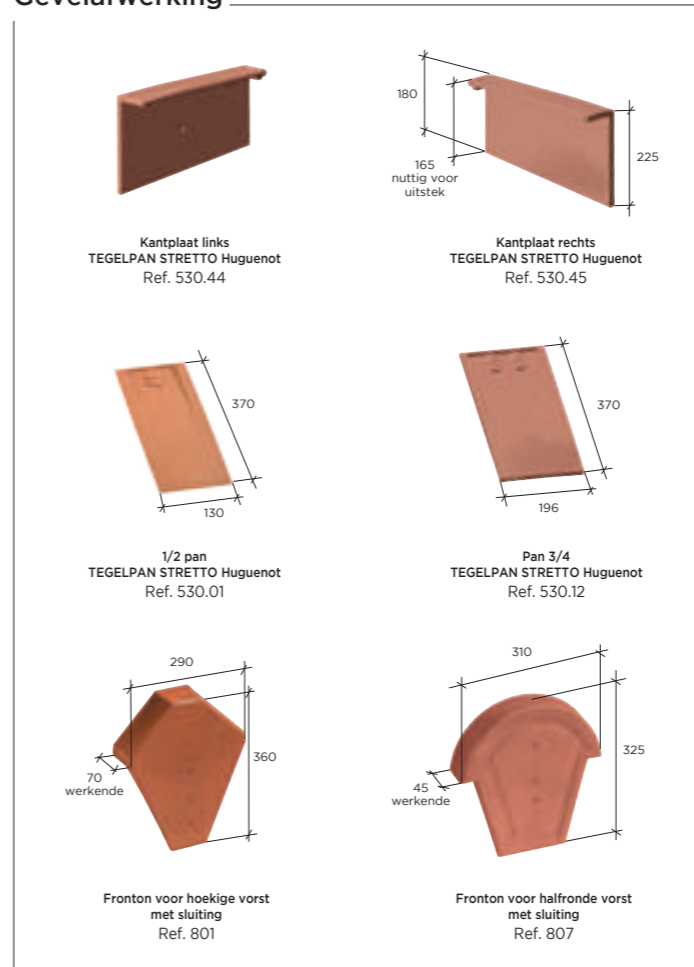 Gevelafwerking
180
165
nuttig voor
uitstek
225
Kantplaat links
TEGELPAN STRETTO Huguenot
Ref. 530.44
Kantplaat rechts
TEGELPAN STRETTO Huguenot
Ref. 530.45
370
130
370
196
1/2 pan
TEGELPAN STRETTO Huguenot
Ref. 530.01
Pan 3/4
TEGELPAN STRETTO Huguenot
Ref. 530.12
290
360
70
werkende
310
325
45
werkende
Fronton voor hoekige vorst
met sluiting
Ref. 801
Fronton voor halfronde vorst
met sluiting
Ref. 807